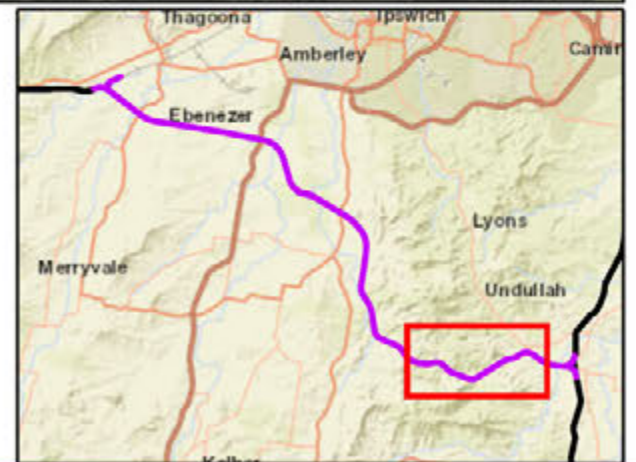 Thagoona
Ipswich
Amberley
Ebenezer
Lyons
Merryvale
Undullah